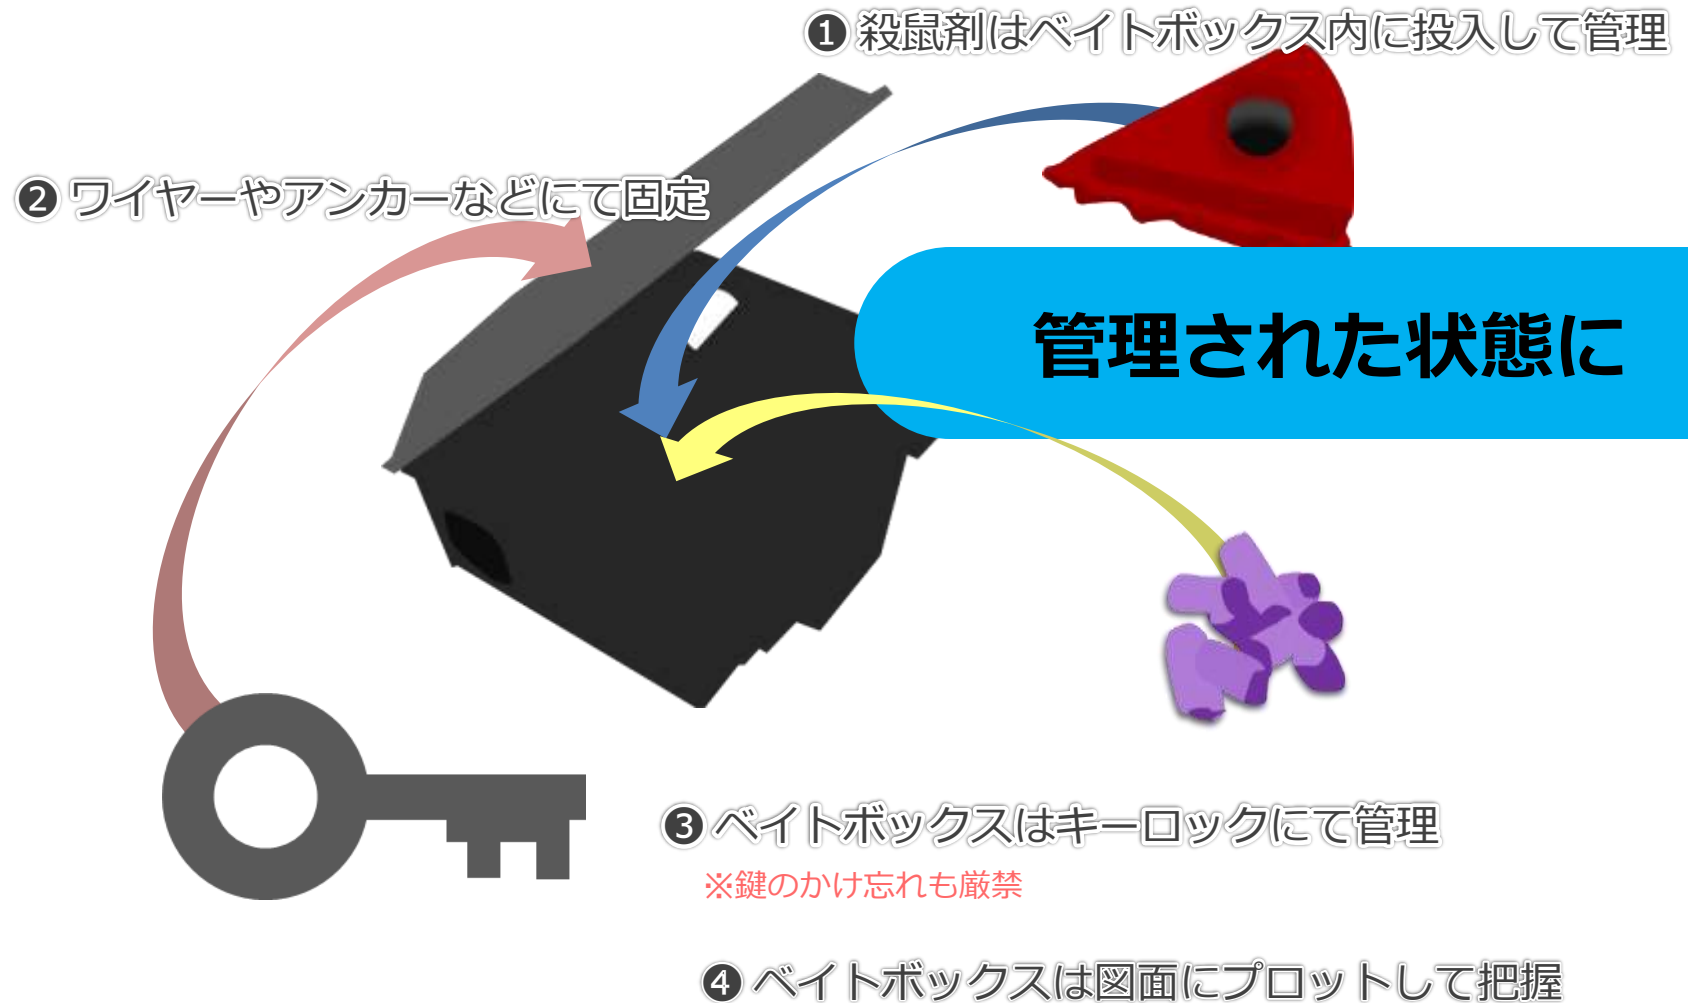 ❶ 殺鼠剤はベイトボックス内に投入して管理
❷ ワイヤーやアンカーなどにて固定
管理された状態に
❸ ベイトボックスはキーロックにて管理
※鍵のかけ忘れも厳禁
❹ ベイトボックスは図面にプロットして把握